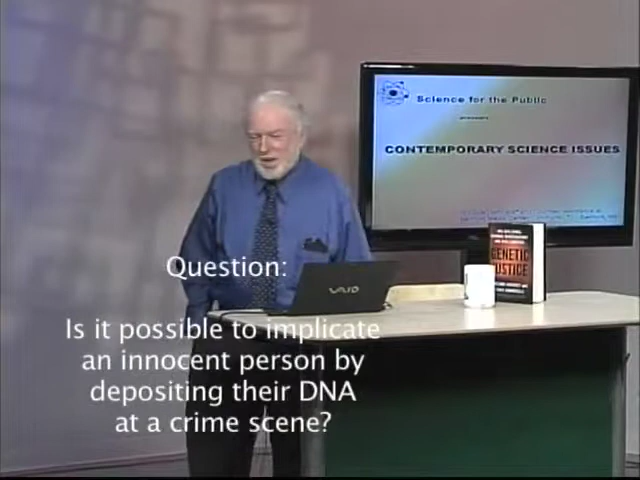 Science for the Public
CONTEMPORARY SCIENCE ISSUES
GENETIC
JUSTICE
VAIO
Question:
Is it possible to implicate
an innocent person by
depositing their DNA
at a crime scene?